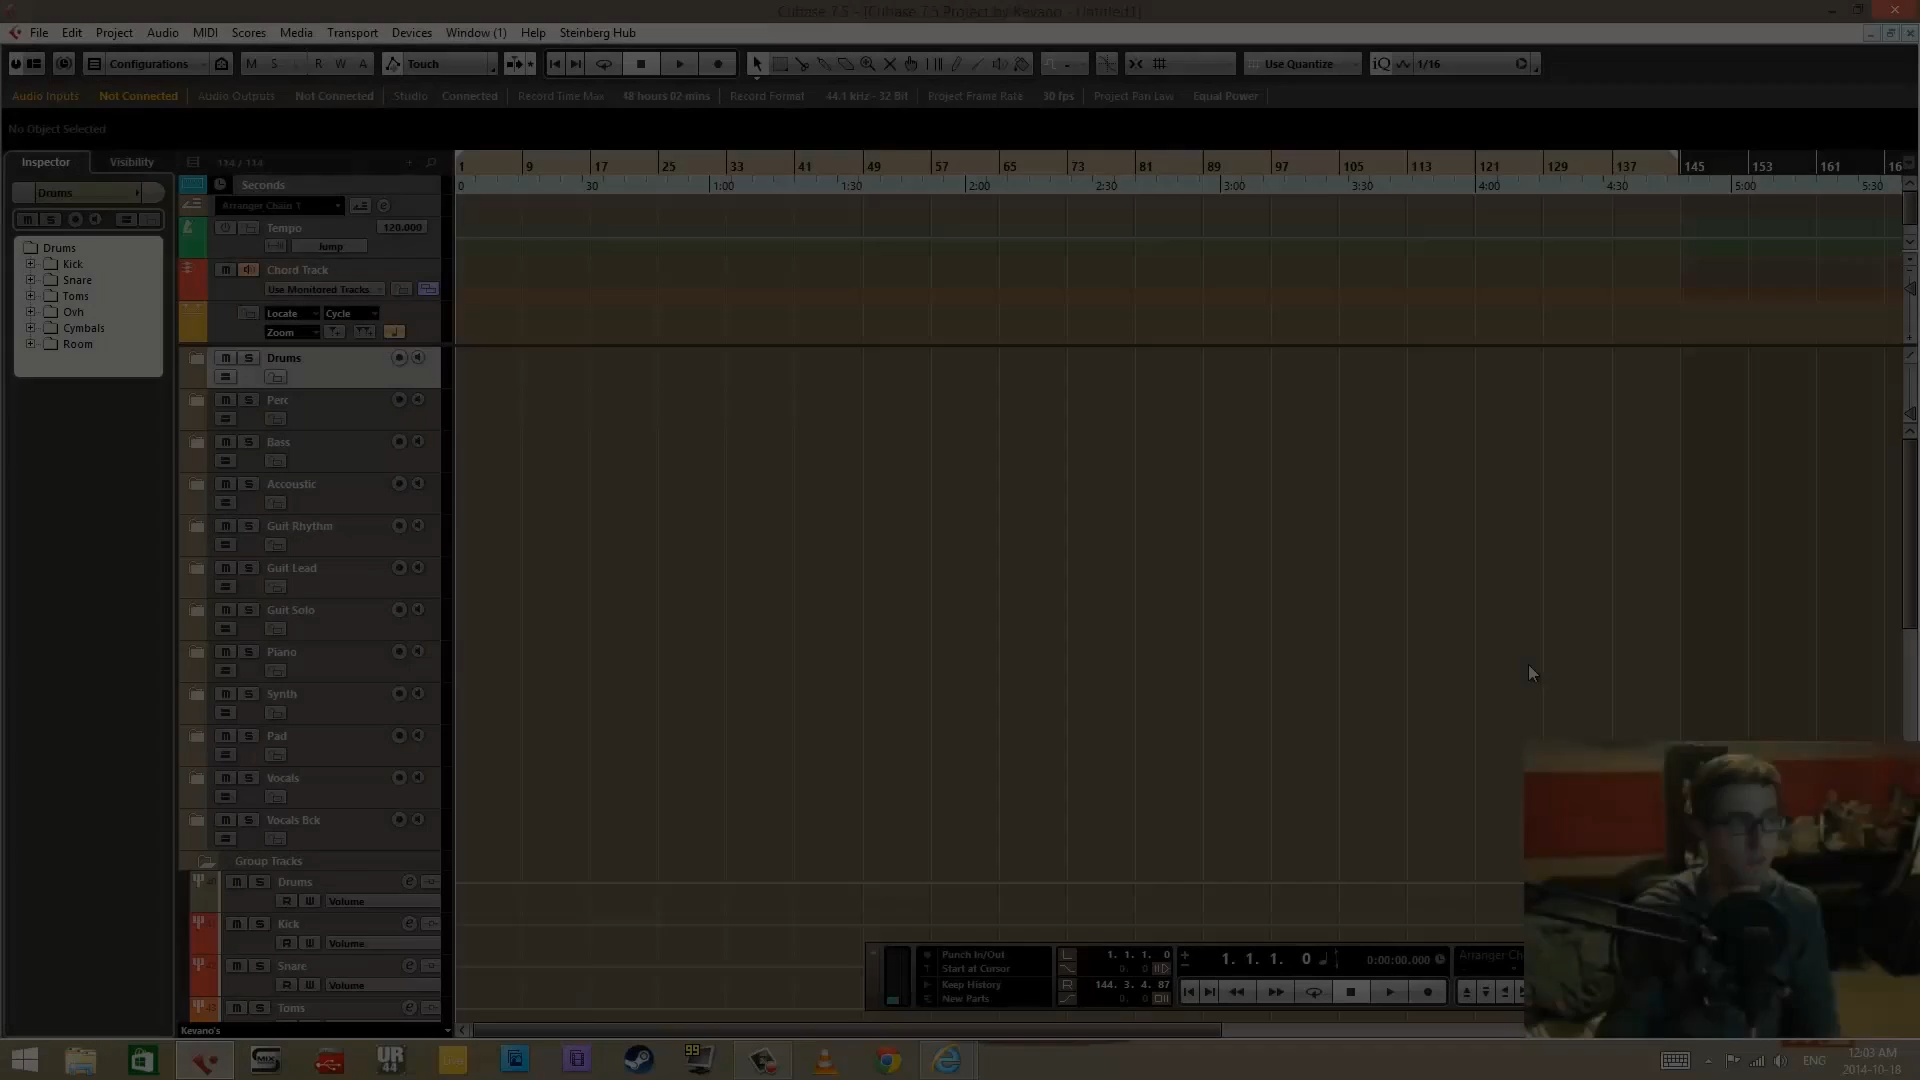 Cubase 7.5 - [Cubase 7.5 Project by Kevano - Untitled1]
File Edit Project Audio MIDI Scores Media Transport Devices Window (1) Help Steinberg Hub
Configurations M S R W A Touch Use Quantize iQ 1/16
Audio Inputs Not Connected Audio Outputs Not Connected Studio Connected Record Time Max 48 hours 02 mins Record Format 44.1 kHz - 32 Bit Project Frame Rate 30 fps Project Pan Law Equal Power
No Object Selected
Inspector Visibility 114 / 114
1 9 17 25 33 41 49 57 65 73 81 89 97 105 113 121 129 137 145 153 161 16
Seconds 0 30 1:00 1:30 2:00 2:30 3:00 3:30 4:00 4:30 5:00 5:30
Drums
Arranger Chain 1
Tempo 120.000
Jump
Drums
Kick
Snare
Toms
Ovh
Cymbals
Room
Chord Track
Use Monitored Tracks
Locate Cycle
Zoom
m S Drums
m S Perc
m S Bass
m S Accoustic
m S Guit Rhythm
m S Guit Lead
m S Guit Solo
m S Piano
m S Synth
m S Pad
m S Vocals
m S Vocals Bck
Group Tracks
m S Drums e
R W Volume
m S Kick e
R W Volume
m S Snare e
R W Volume
Toms
Kevano's
Punch In/Out L 1. 1. 1. 0
Start at Cursor 0. 0
Keep History R 144. 3. 4. 87
New Parts 0. 0
1. 1. 1. 0 0:00:00.000 Arranger Ch
MIX UR44 Live 99
ENG 12:03 AM
2014-10-18